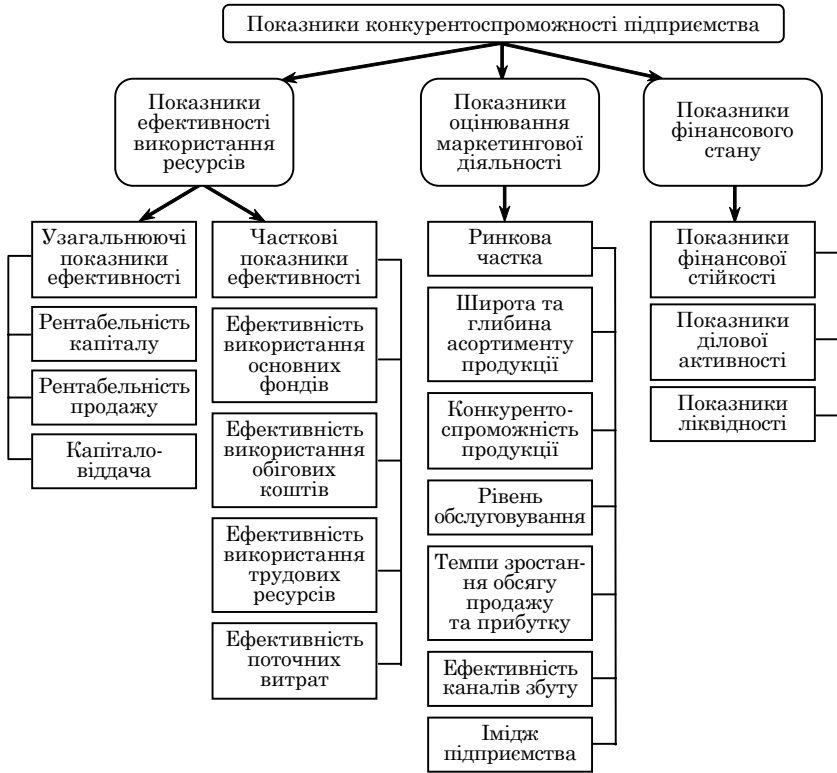 Показники конкурентоспроможності підприємства
Показники
ефективності
використання
ресурсів
Показники
оцінювання
маркетингової
діяльності
Показники
фінансового
стану
Узагальнюючі
показники
ефективності
Рентабельність
капіталу
Рентабельність
продажу
Капітало-
віддача
Часткові
показники
ефективності
Ефективність
використання
основних
фондів
Ефективність
використання
обігових
коштів
Ефективність
використання
трудових
ресурсів
Ефективність
поточних
витрат
Ринкова
частка
Широта та
глибина
асортименту
продукції
Конкуренто-
спроможність
продукції
Рівень
обслуговування
Темпи зростан-
ня обсягу
продажу
та прибутку
Ефективність
каналів збуту
Імідж
підприємства
Показники
фінансової
стійкості
Показники
ділової
активності
Показники
ліквідності